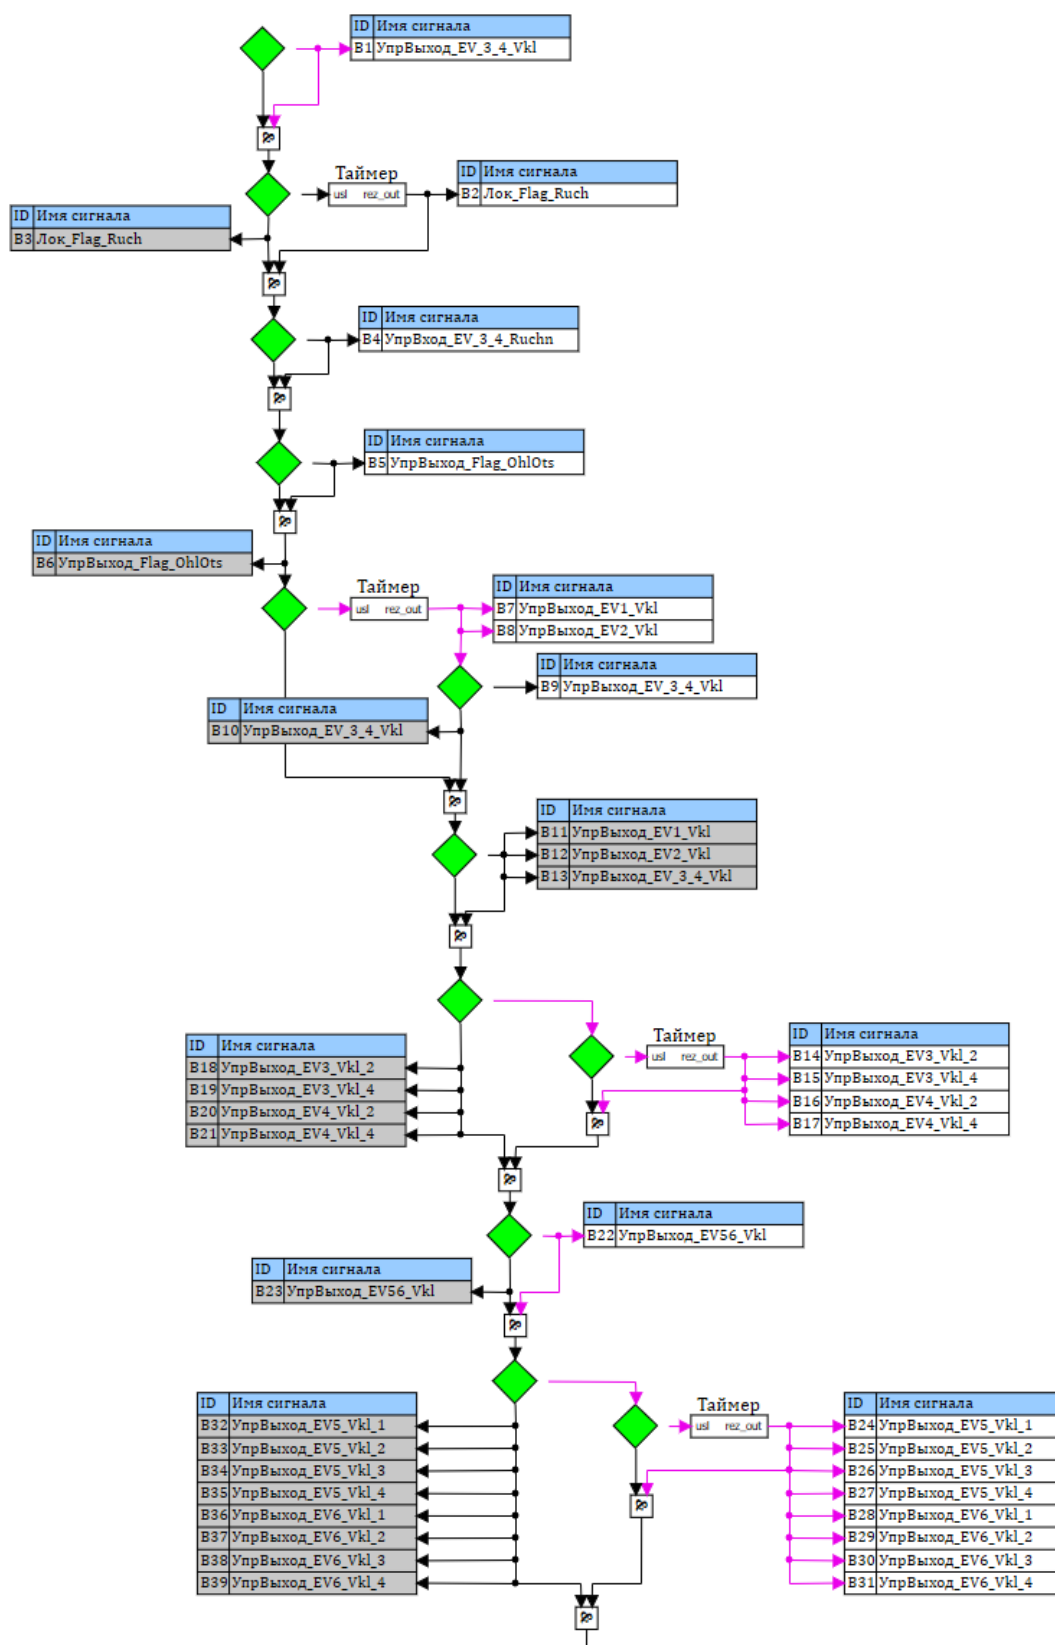 ID Имя сигнала
B1 УпрВыход_EV_3_4_Vkl
&
Таймер
usl rez_out
ID Имя сигнала
B2 Лок_Flag_Ruch
ID Имя сигнала
B3 Лок_Flag_Ruch
&
ID Имя сигнала
B4 УпрВход_EV_3_4_Ruchn
&
ID Имя сигнала
B5 УпрВыход_Flag_OhlOts
&
ID Имя сигнала
B6 УпрВыход_Flag_OhlOts
Таймер
usl rez_out
ID Имя сигнала
B7 УпрВыход_EV1_Vkl
B8 УпрВыход_EV2_Vkl
ID Имя сигнала
B9 УпрВыход_EV_3_4_Vkl
ID Имя сигнала
B10 УпрВыход_EV_3_4_Vkl
&
ID Имя сигнала
B11 УпрВыход_EV1_Vkl
B12 УпрВыход_EV2_Vkl
B13 УпрВыход_EV_3_4_Vkl
&
Таймер
usl rez_out
ID Имя сигнала
B14 УпрВыход_EV3_Vkl_2
B15 УпрВыход_EV3_Vkl_4
B16 УпрВыход_EV4_Vkl_2
B17 УпрВыход_EV4_Vkl_4
ID Имя сигнала
B18 УпрВыход_EV3_Vkl_2
B19 УпрВыход_EV3_Vkl_4
B20 УпрВыход_EV4_Vkl_2
B21 УпрВыход_EV4_Vkl_4
&
&
ID Имя сигнала
B22 УпрВыход_EV56_Vkl
ID Имя сигнала
B23 УпрВыход_EV56_Vkl
&
Таймер
usl rez_out
ID Имя сигнала
B24 УпрВыход_EV5_Vkl_1
B25 УпрВыход_EV5_Vkl_2
B26 УпрВыход_EV5_Vkl_3
B27 УпрВыход_EV5_Vkl_4
B28 УпрВыход_EV6_Vkl_1
B29 УпрВыход_EV6_Vkl_2
B30 УпрВыход_EV6_Vkl_3
B31 УпрВыход_EV6_Vkl_4
ID Имя сигнала
B32 УпрВыход_EV5_Vkl_1
B33 УпрВыход_EV5_Vkl_2
B34 УпрВыход_EV5_Vkl_3
B35 УпрВыход_EV5_Vkl_4
B36 УпрВыход_EV6_Vkl_1
B37 УпрВыход_EV6_Vkl_2
B38 УпрВыход_EV6_Vkl_3
B39 УпрВыход_EV6_Vkl_4
&
&